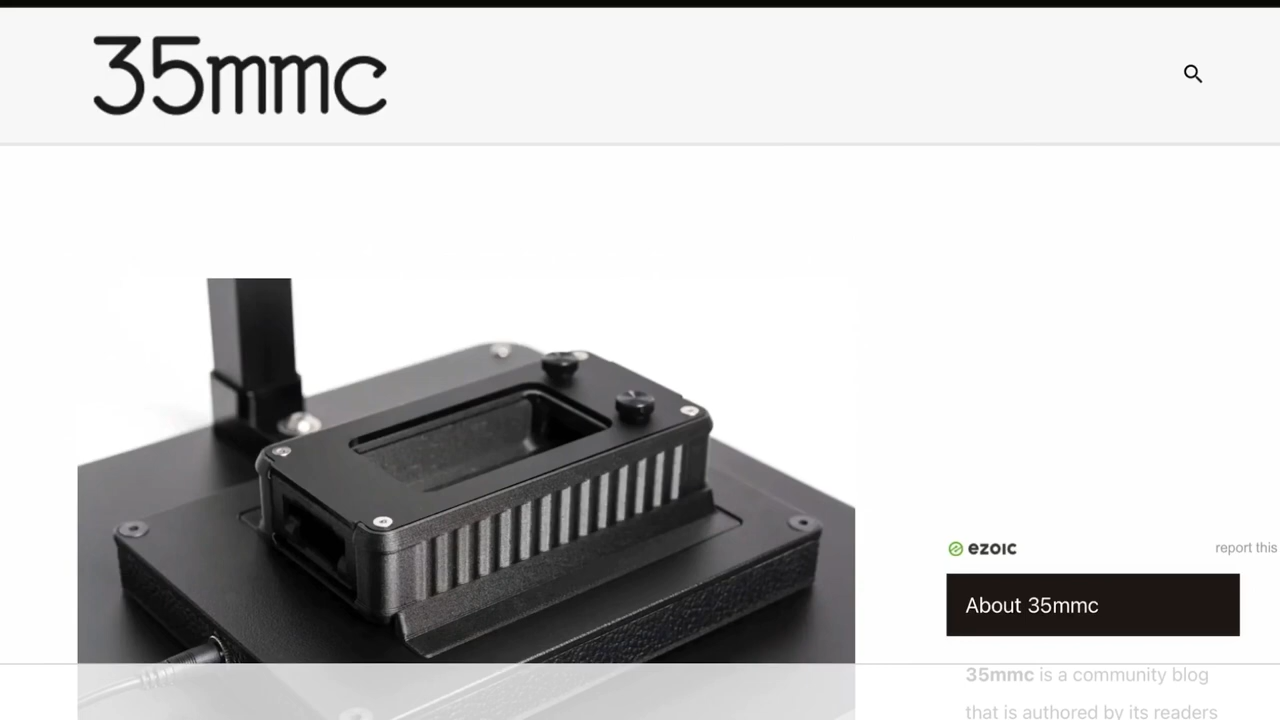 35mmc
ezoic
report this
About 35mmc
35mmc is a community blog
that is authored by its readers